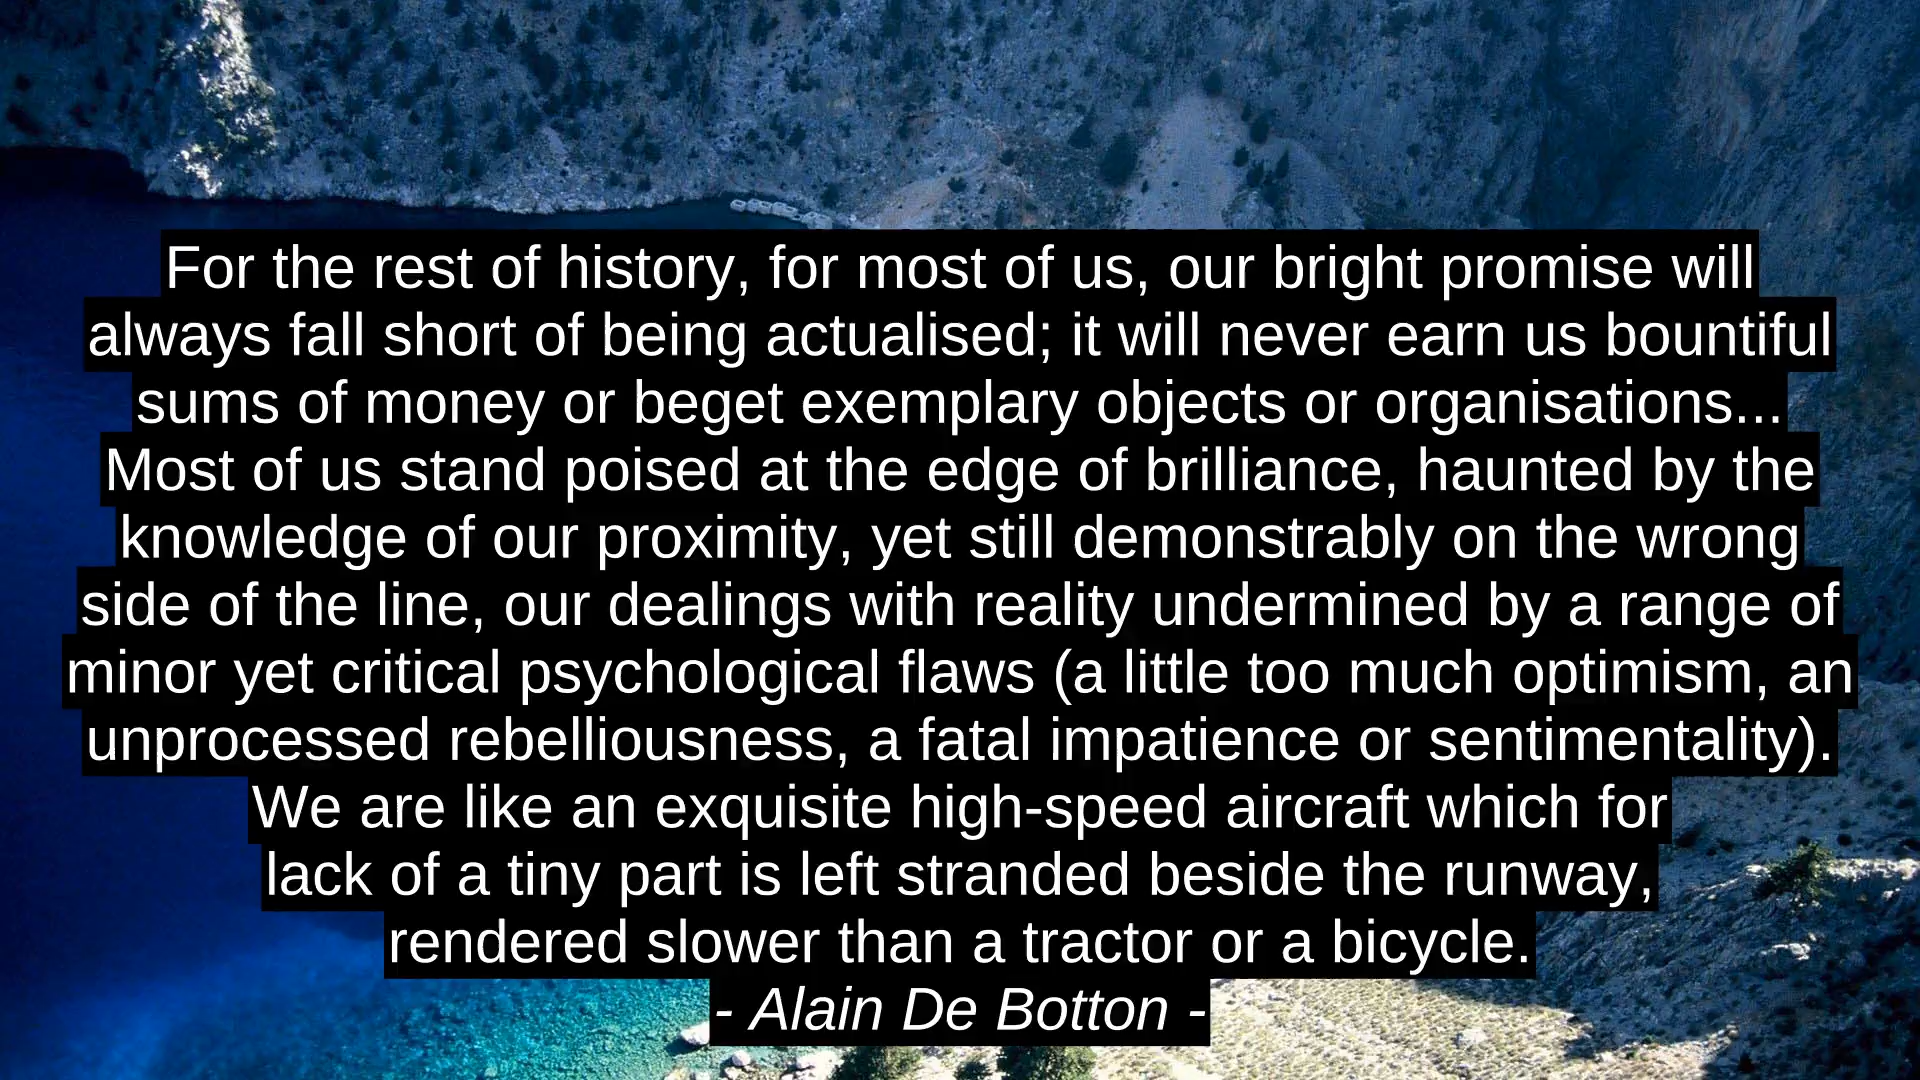 For the rest of history, for most of us, our bright promise will
always fall short of being actualised; it will never earn us bountiful
sums of money or beget exemplary objects or organisations...
Most of us stand poised at the edge of brilliance, haunted by the
knowledge of our proximity, yet still demonstrably on the wrong
side of the line, our dealings with reality undermined by a range of
minor yet critical psychological flaws (a little too much optimism, an
unprocessed rebelliousness, a fatal impatience or sentimentality).
We are like an exquisite high-speed aircraft which for
lack of a tiny part is left stranded beside the runway,
rendered slower than a tractor or a bicycle.
- Alain De Botton -